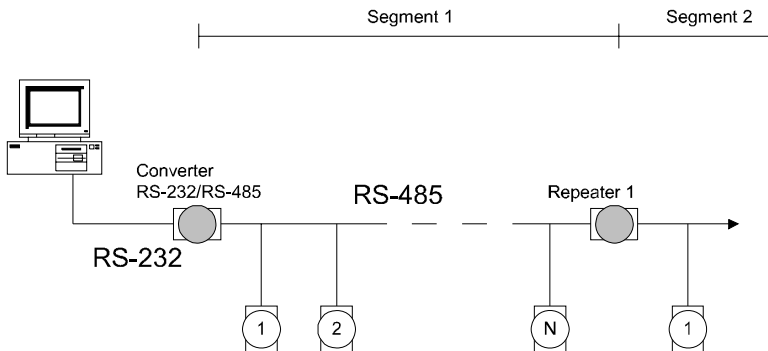 Segment 1
Segment 2
Converter
RS-232/RS-485
RS-485
Repeater 1
RS-232
1
2
N
1